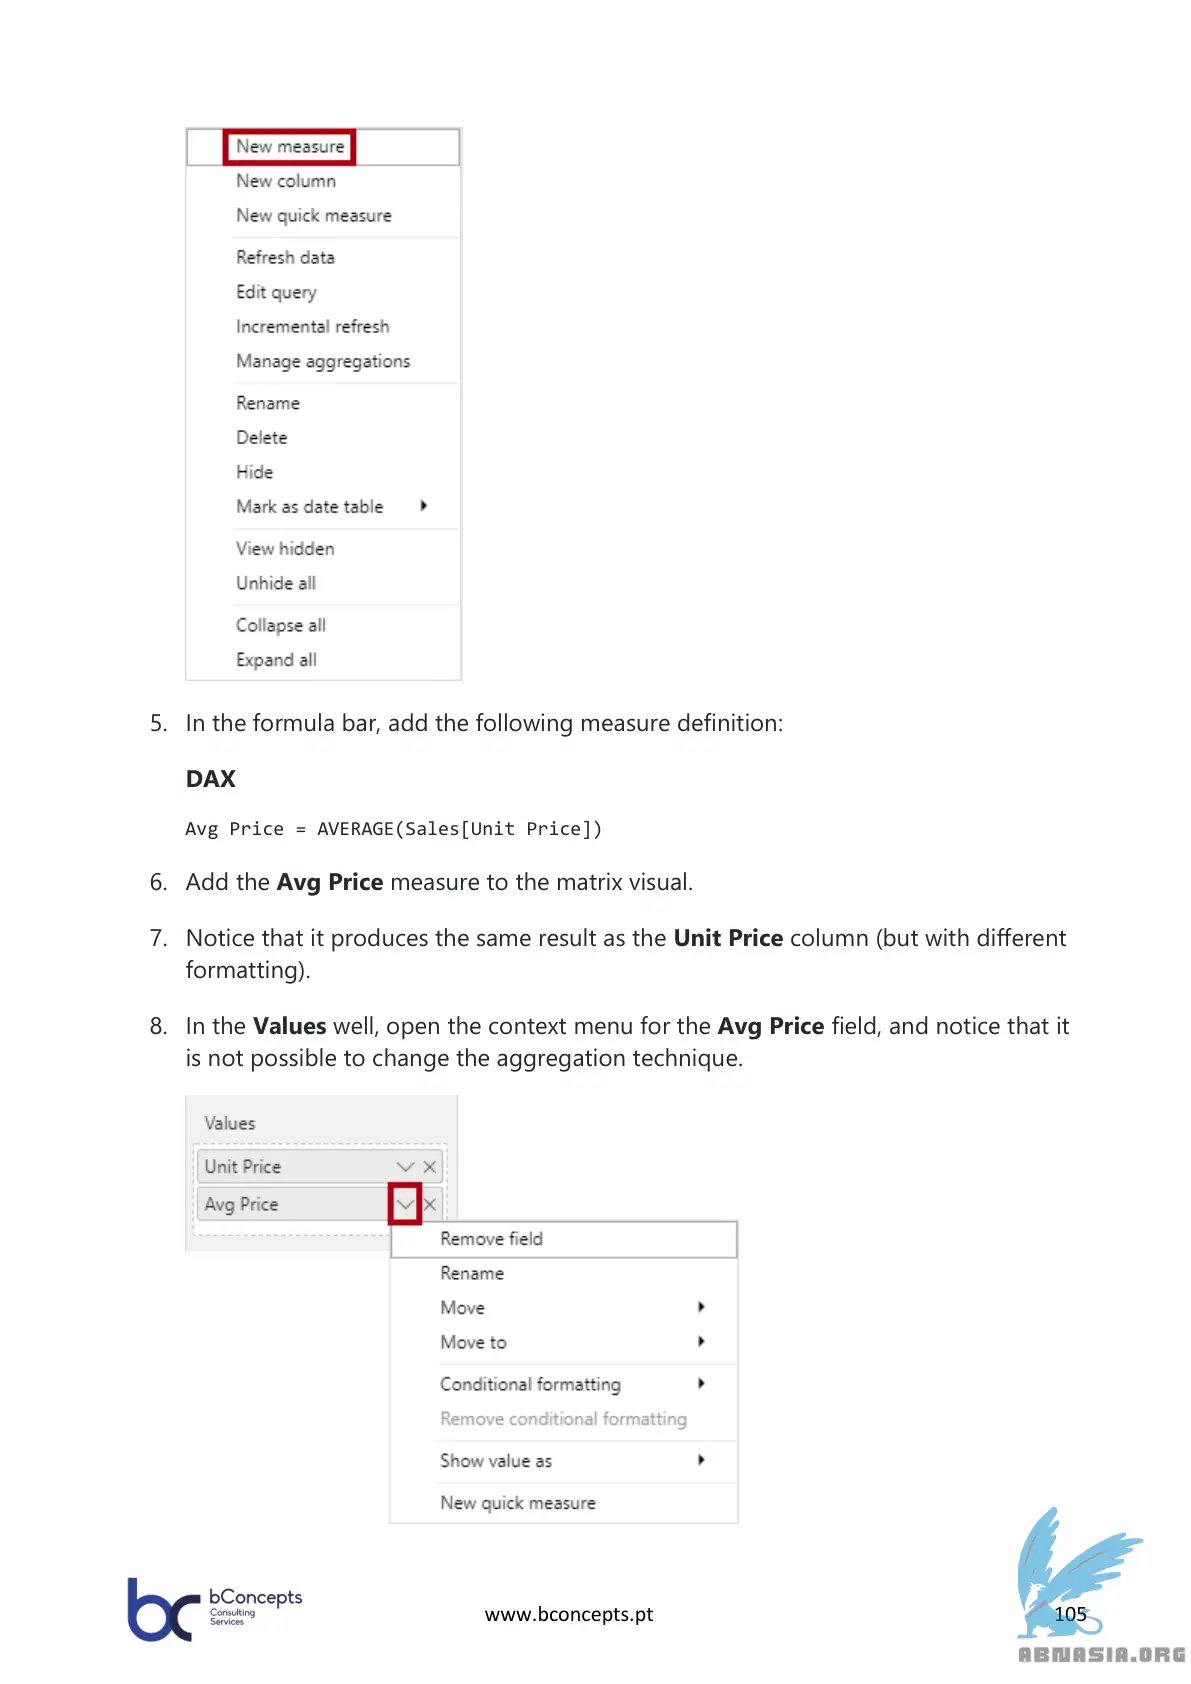 New measure
New column
New quick measure
Refresh data
Edit query
Incremental refresh
Manage aggregations
Rename
Delete
Hide
Mark as date table
View hidden
Unhide all
Collapse all
Expand all
5. In the formula bar, add the following measure definition:
DAX
Avg Price = AVERAGE(Sales[Unit Price])
6. Add the Avg Price measure to the matrix visual.
7. Notice that it produces the same result as the Unit Price column (but with different
formatting).
8. In the Values well, open the context menu for the Avg Price field, and notice that it
is not possible to change the aggregation technique.
Values
Unit Price
Avg Price
Remove field
Rename
Move
Move to
Conditional formatting
Remove conditional formatting
Show value as
New quick measure
bc bConcepts
Consulting
Services
www.bconcepts.pt
105
ABNASIA.ORG